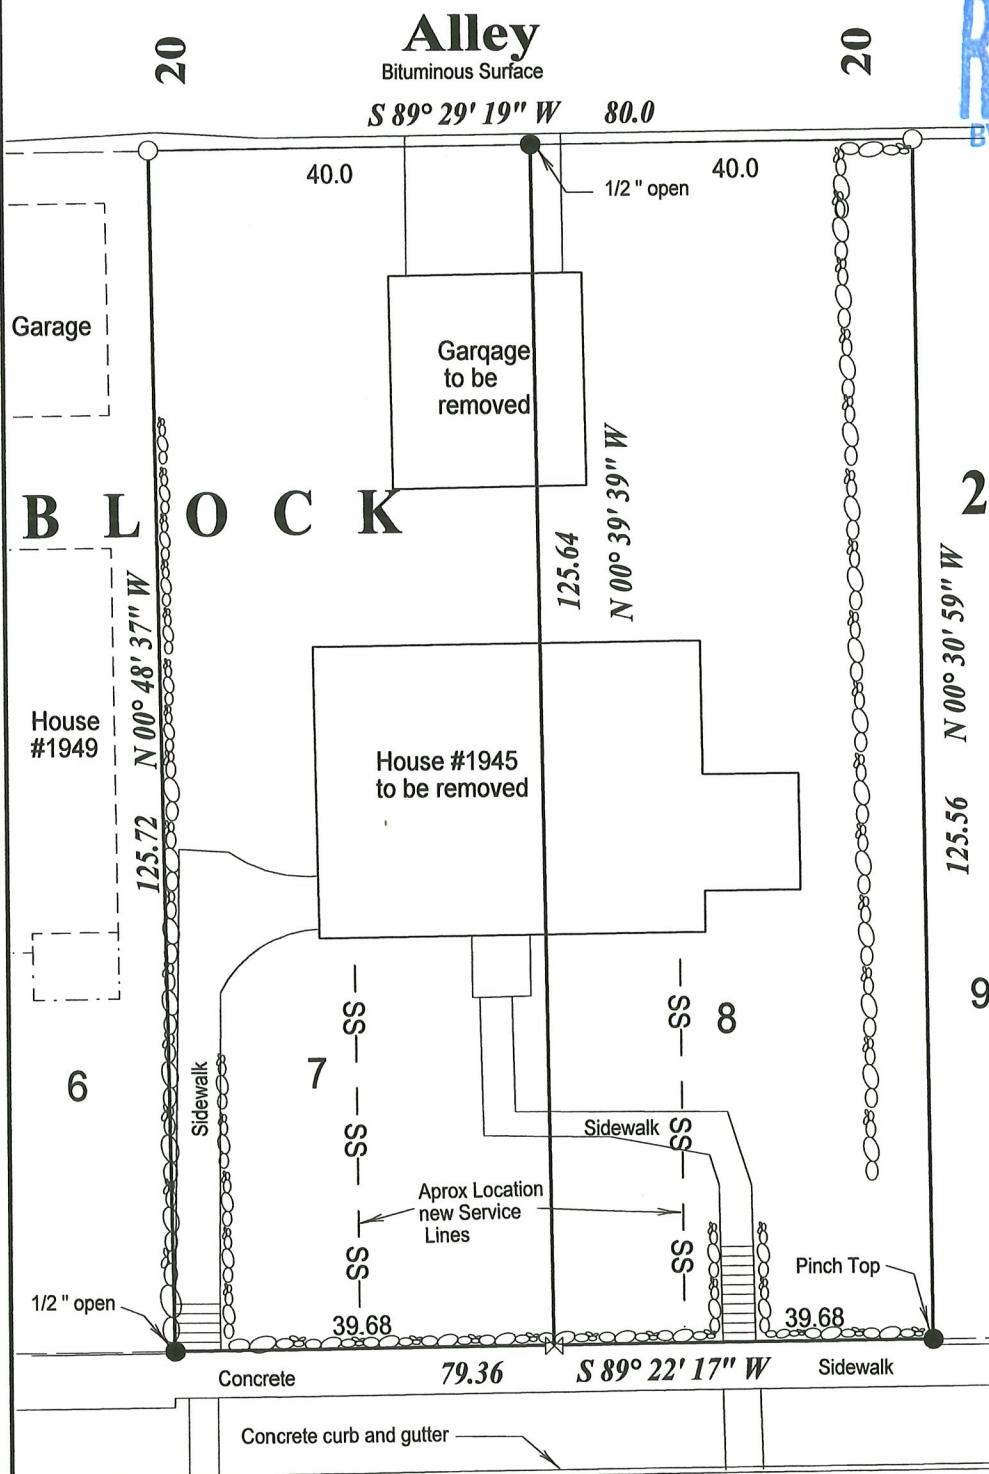 20
Alley
20
Bituminous Surface
S 89° 29' 19" W 80.0
40.0
40.0
1/2 " open
Garage
Garqage
to be
removed
N 00° 39' 39" W
125.64
BLOCK
2
N 00° 48' 37" W
125.72
N 00° 30' 59" W
125.56
House
#1949
House #1945
to be removed
SS
SS
8
9
6
7
Sidewalk
Sidewalk
SS
SS
Aprox Location
new Service
Lines
SS
SS
Pinch Top
1/2 " open
39.68
39.68
Concrete
79.36 S 89° 22' 17" W
Sidewalk
Concrete curb and gutter